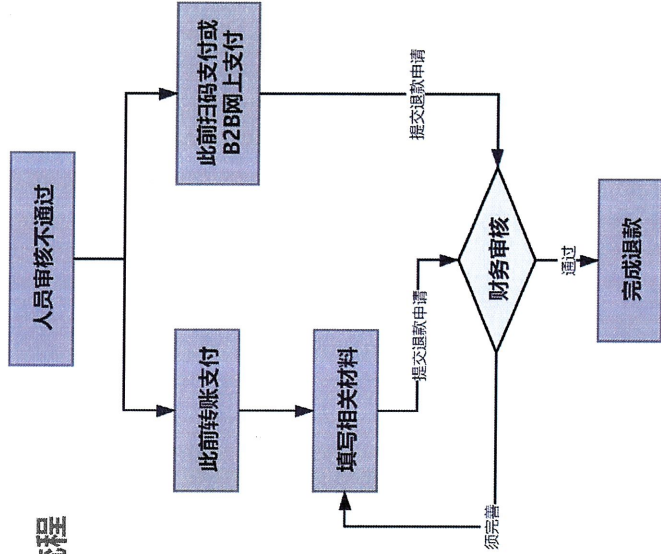 程
人员审核不通过
此前转账支付
此前扫码支付或
B2B网上支付
填写相关材料
提交退款申请
提交退款申请
财务审核
须完善
通过
完成退款